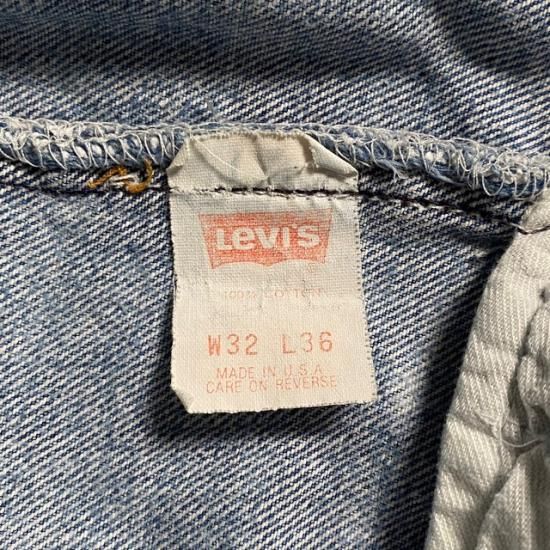 Levi's
100% COTTON
W32 L36
MADE IN U.S.A
CARE ON REVERSE